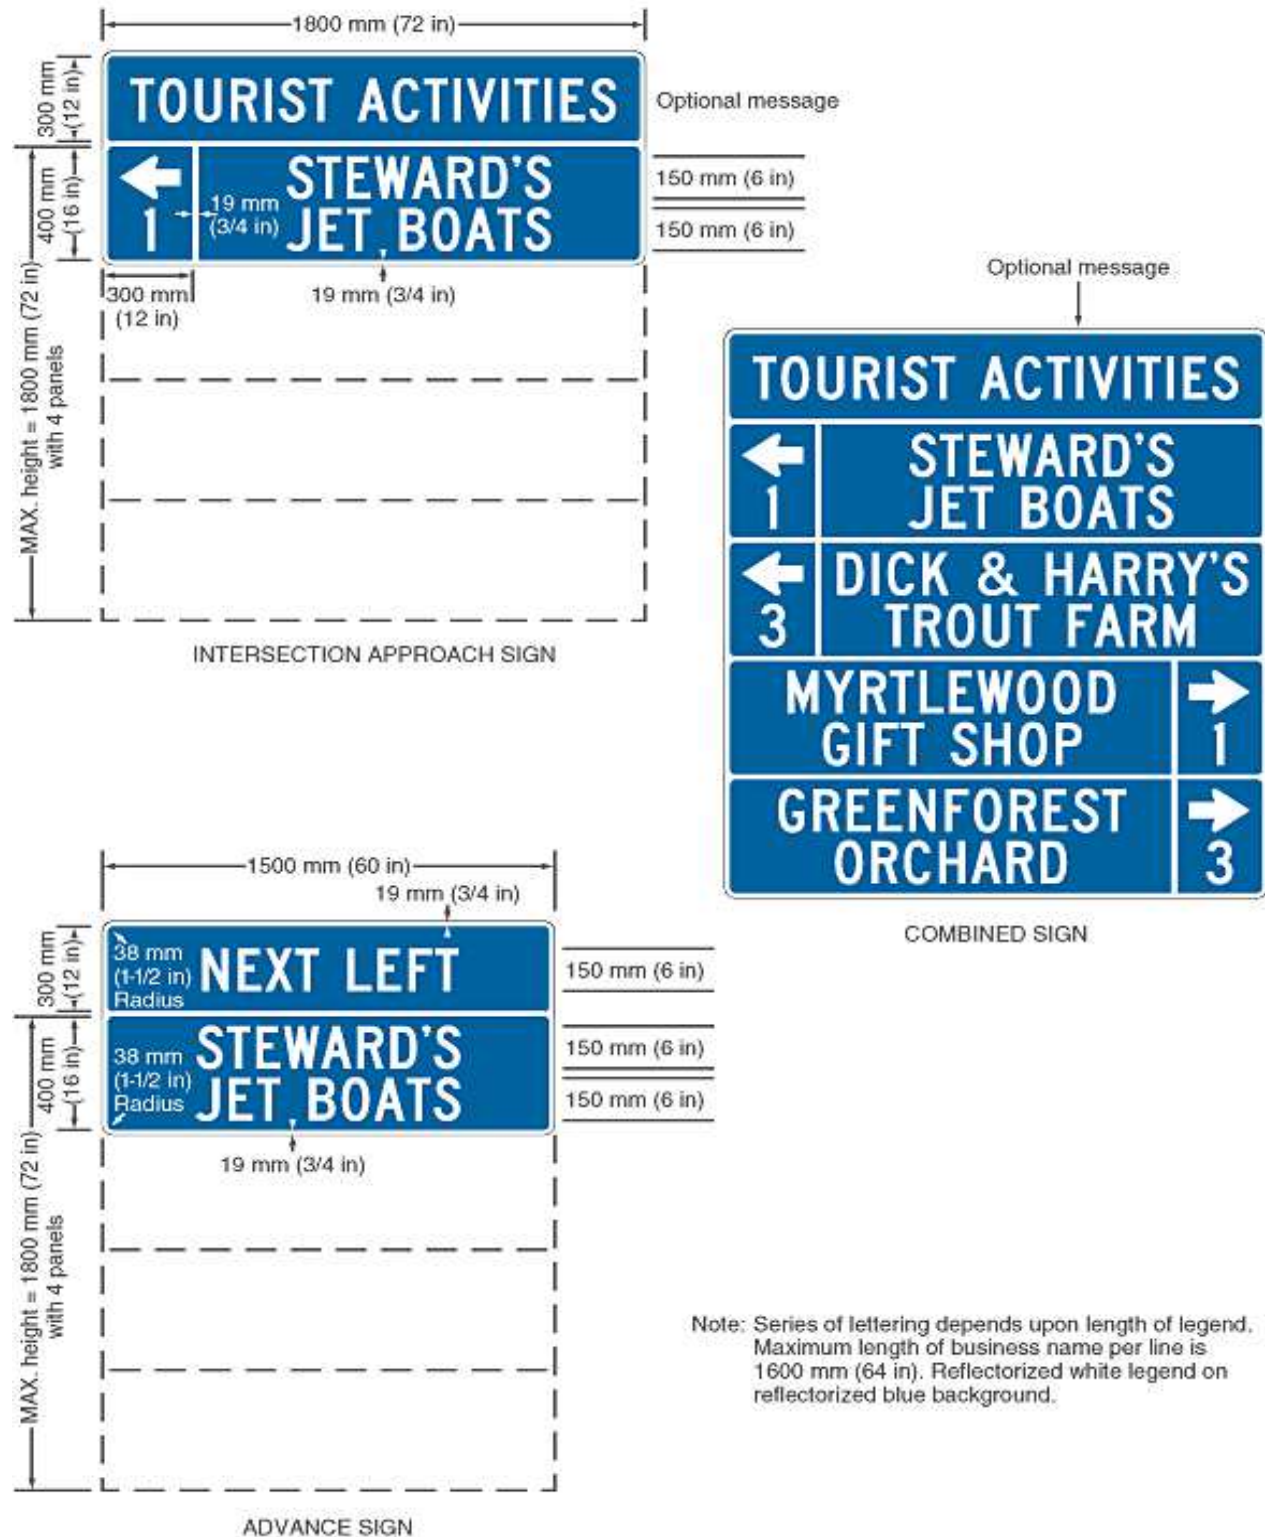 1800 mm (72 in)
300 mm
(12 in)
TOURIST ACTIVITIES
Optional message
MAX. height = 1800 mm (72 in)
with 4 panels
400 mm
(16 in)
1
19 mm
(3/4 in)
STEWARD'S
JET BOATS
150 mm (6 in)
150 mm (6 in)
300 mm
(12 in)
19 mm (3/4 in)
INTERSECTION APPROACH SIGN
Optional message
TOURIST ACTIVITIES
1
STEWARD'S
JET BOATS
3
DICK & HARRY'S
TROUT FARM
MYRTLEWOOD
GIFT SHOP
1
GREENFOREST
ORCHARD
3
COMBINED SIGN
1500 mm (60 in)
19 mm (3/4 in)
300 mm
(12 in)
38 mm
(1-1/2 in)
Radius
NEXT LEFT
150 mm (6 in)
MAX. height = 1800 mm (72 in)
with 4 panels
400 mm
(16 in)
38 mm
(1-1/2 in)
Radius
STEWARD'S
JET BOATS
150 mm (6 in)
150 mm (6 in)
19 mm (3/4 in)
ADVANCE SIGN
Note: Series of lettering depends upon length of legend.
Maximum length of business name per line is
1600 mm (64 in). Reflectorized white legend on
reflectorized blue background.